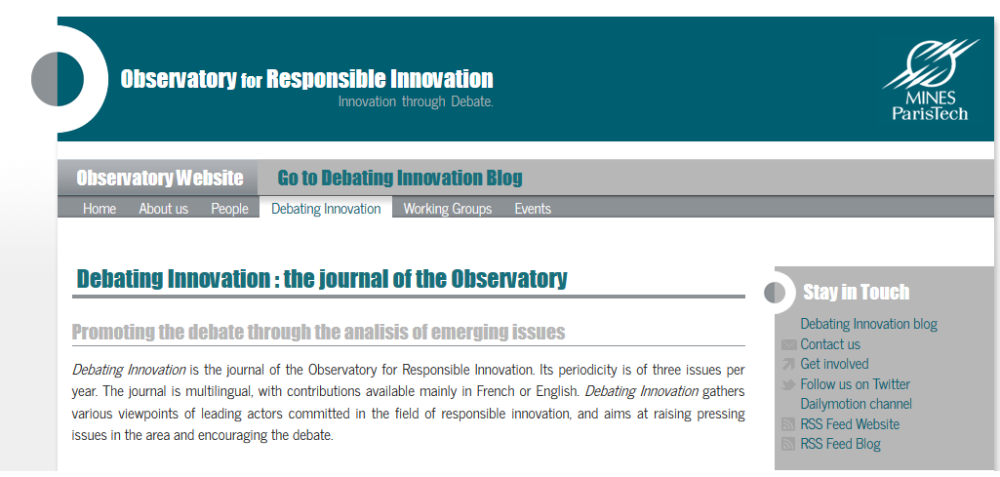 Observatory for Responsible Innovation
Innovation through Debate.
MINES
ParisTech
Observatory Website
Go to Debating Innovation Blog
Home
About us
People
Debating Innovation
Working Groups
Events
Debating Innovation : the journal of the Observatory
Promoting the debate through the analisis of emerging issues
Debating Innovation is the journal of the Observatory for Responsible Innovation. Its periodicity is of three issues per
year. The journal is multilingual, with contributions available mainly in French or English. Debating Innovation gathers
various viewpoints of leading actors committed in the field of responsible innovation, and aims at raising pressing
issues in the area and encouraging the debate.
Stay in Touch
Debating Innovation blog
Contact us
Get involved
Follow us on Twitter
Dailymotion channel
RSS Feed Website
RSS Feed Blog